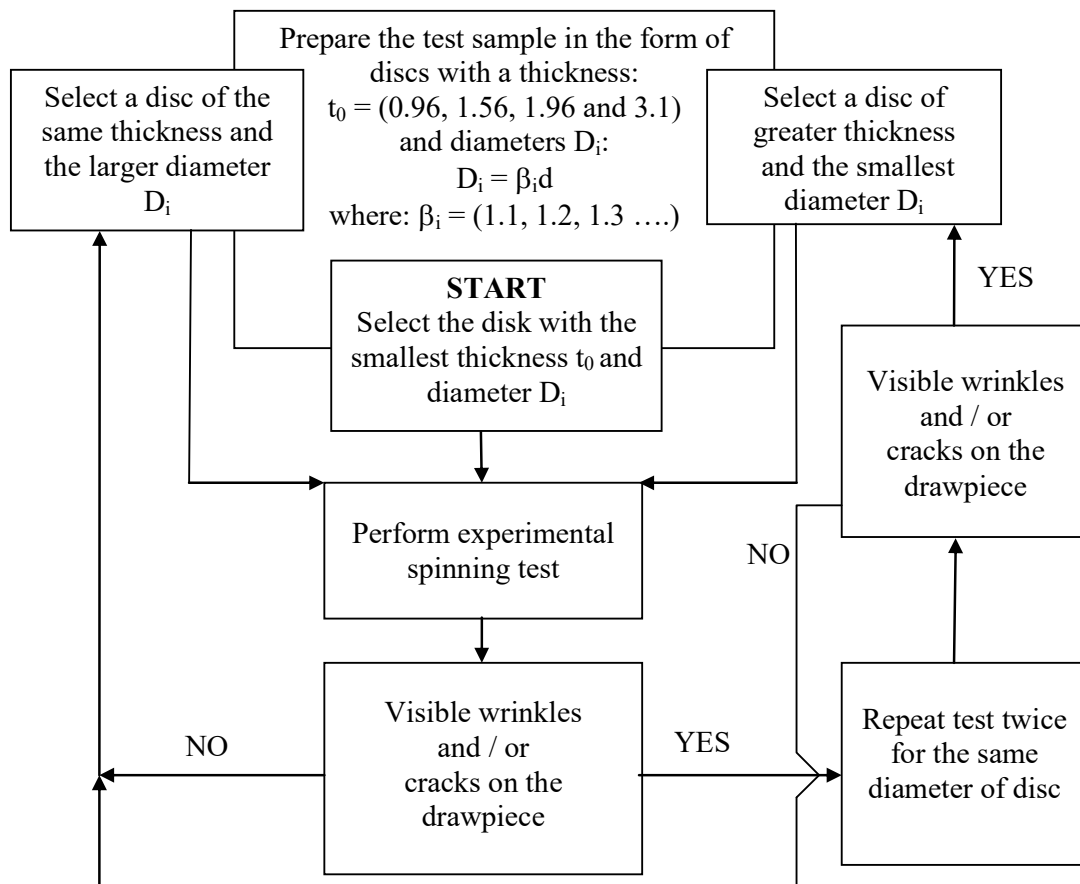 Prepare the test sample in the form of
discs with a thickness:
t₀ = (0.96, 1.56, 1.96 and 3.1)
and diameters Dᵢ:
Dᵢ = βᵢd
where: βᵢ = (1.1, 1.2, 1.3 ….)
Select a disc of the
same thickness and
the larger diameter
Dᵢ
Select a disc of
greater thickness
and the smallest
diameter Dᵢ
START
Select the disk with the
smallest thickness t₀ and
diameter Dᵢ
YES
Visible wrinkles
and / or
cracks on the
drawpiece
Perform experimental
spinning test
NO
Visible wrinkles
and / or
cracks on the
drawpiece
NO
YES
Repeat test twice
for the same
diameter of disc